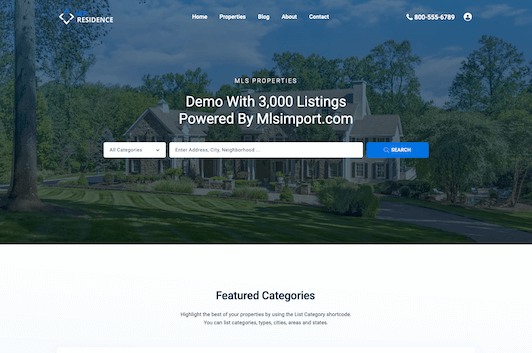 RESIDENCE
Home Properties Blog About Contact
800-555-6789
MLS PROPERTIES
Demo With 3,000 Listings
Powered By Mlsimport.com
All Categories
Enter Address, City, Neighborhood ...
SEARCH
Featured Categories
Highlight the best of your properties by using the List Category shortcode.
You can list categories, types, cities, areas and states.